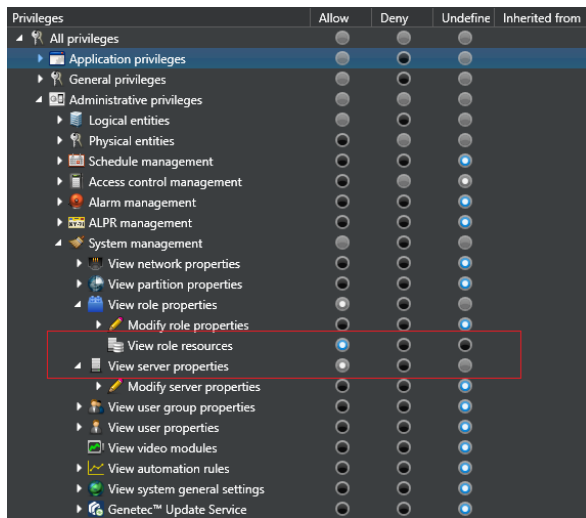 Privileges Allow Deny Undefine Inherited from
All privileges
Application privileges
General privileges
Administrative privileges
Logical entities
Physical entities
Schedule management
Access control management
Alarm management
ALPR management
System management
View network properties
View partition properties
View role properties
Modify role properties
View role resources
View server properties
Modify server properties
View user group properties
View user properties
View video modules
View automation rules
View system general settings
Genetec™ Update Service